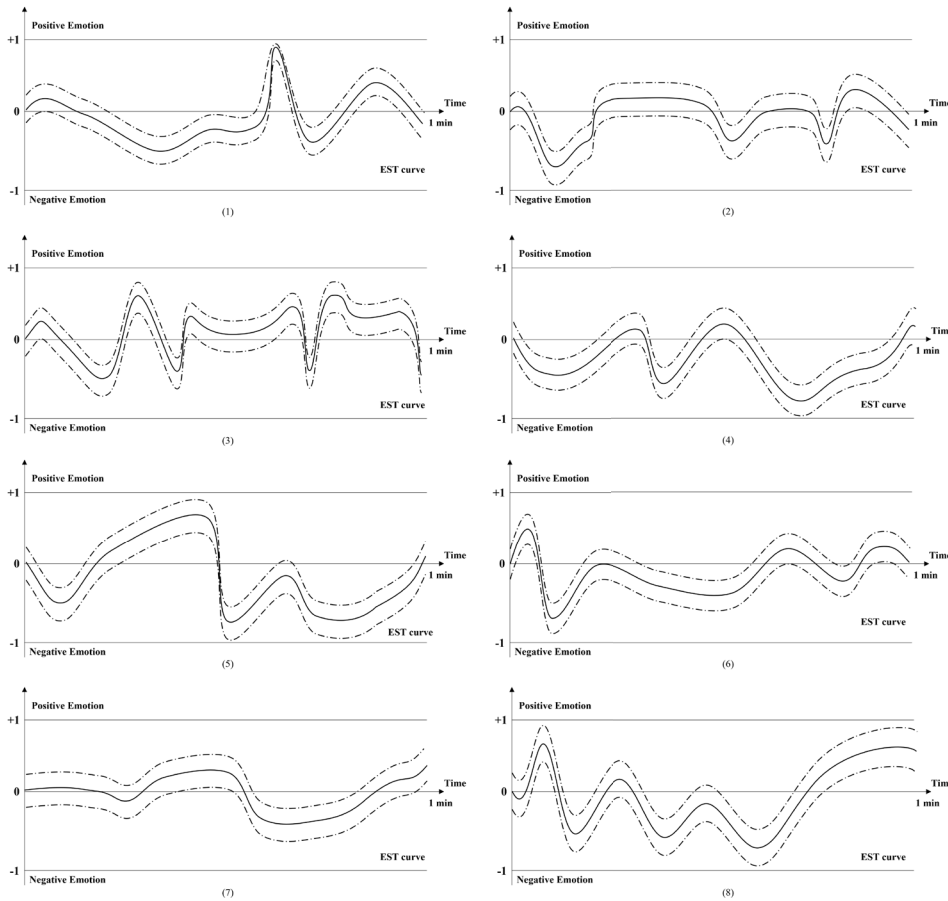 Positive Emotion
+1
0
Time
1 min
EST curve
-1
Negative Emotion
(1)
Positive Emotion
+1
0
Time
1 min
EST curve
-1
Negative Emotion
(2)
Positive Emotion
+1
0
Time
1 min
EST curve
-1
Negative Emotion
(3)
Positive Emotion
+1
0
Time
1 min
EST curve
-1
Negative Emotion
(4)
Positive Emotion
+1
0
Time
1 min
EST curve
-1
Negative Emotion
(5)
Positive Emotion
+1
0
Time
1 min
EST curve
-1
Negative Emotion
(6)
Positive Emotion
+1
0
Time
1 min
EST curve
-1
Negative Emotion
(7)
Positive Emotion
+1
0
Time
1 min
EST curve
-1
Negative Emotion
(8)